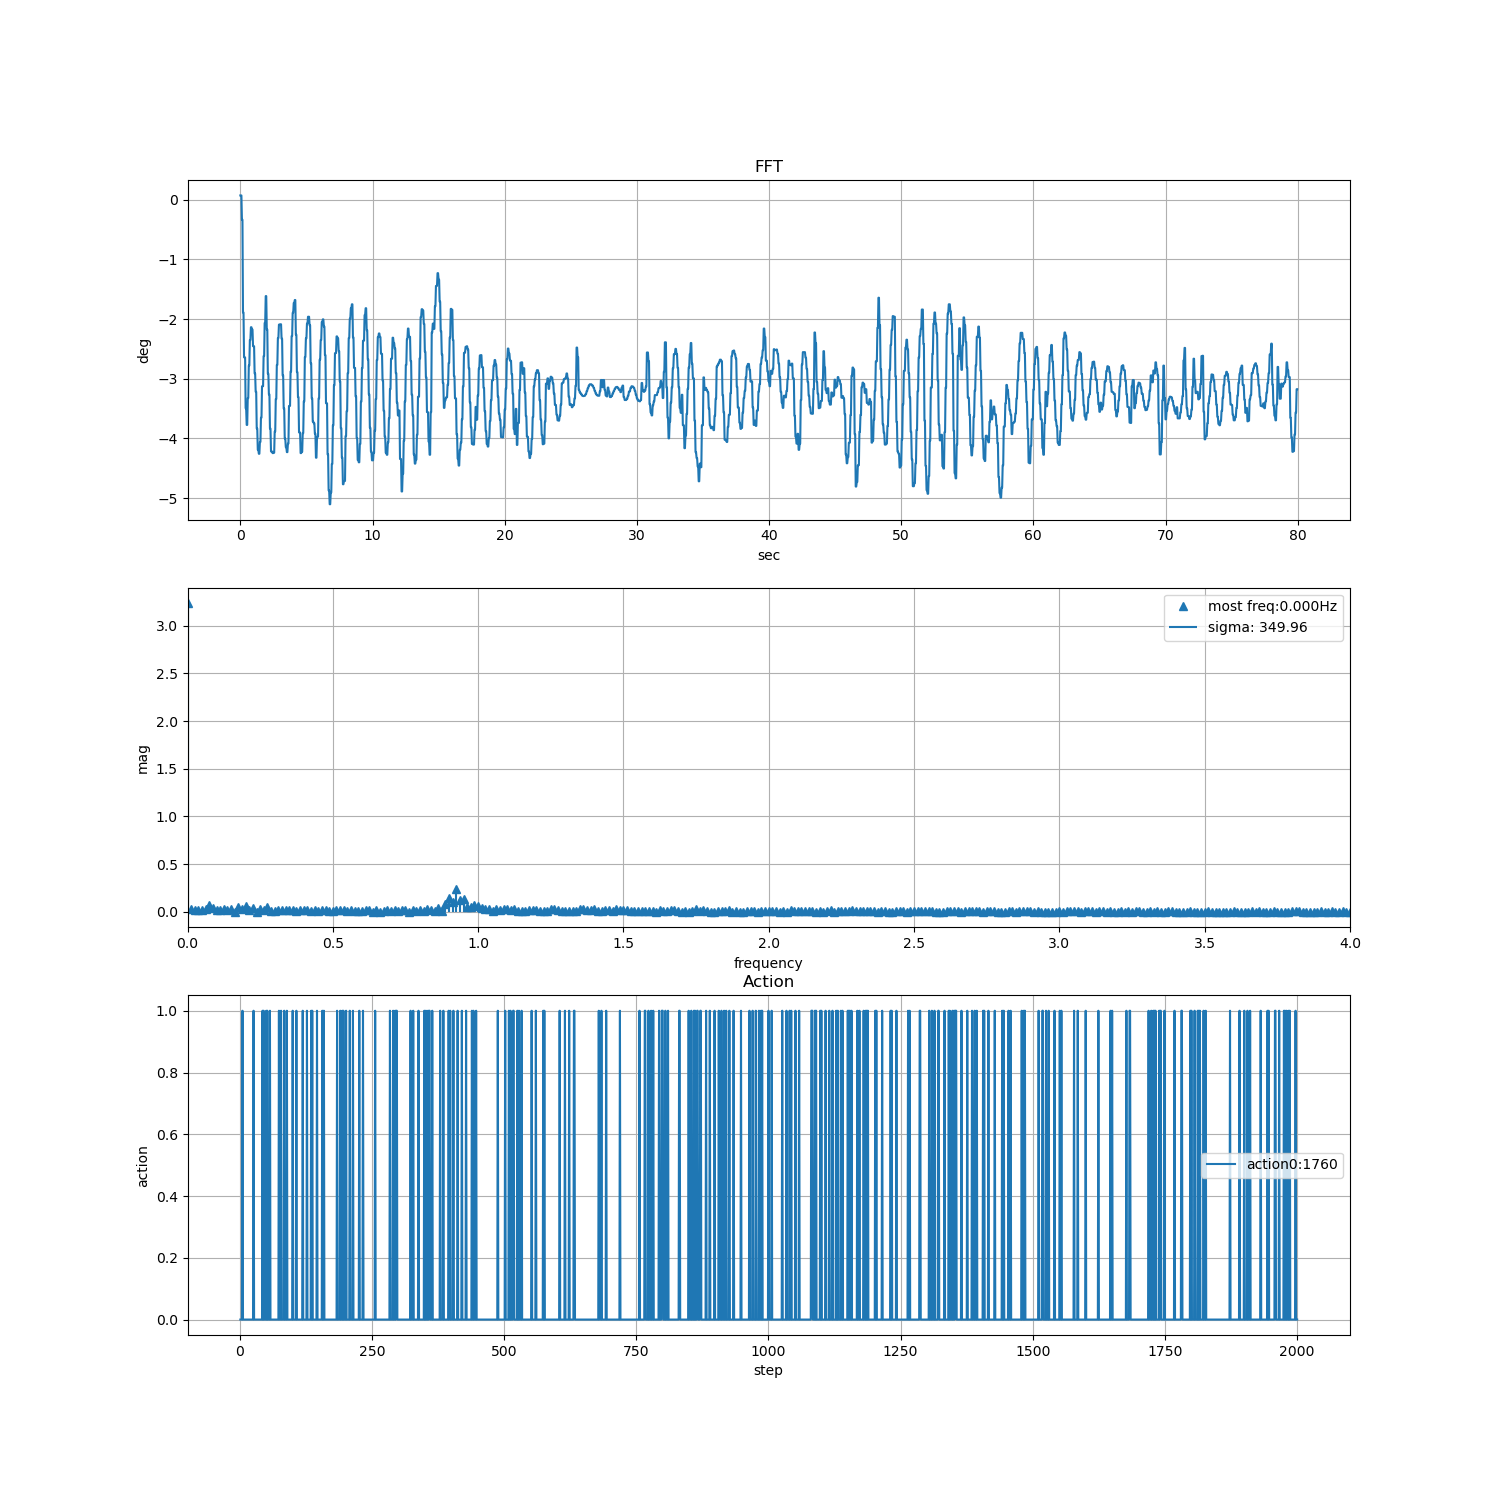 FFT
0
−1
−2
−3
−4
−5
deg
0 10 20 30 40 50 60 70 80
sec
most freq:0.000Hz
sigma: 349.96
3.0
2.5
2.0
1.5
1.0
0.5
0.0
mag
0.0 0.5 1.0 1.5 2.0 2.5 3.0 3.5 4.0
frequency
Action
1.0
0.8
0.6
0.4
0.2
0.0
action
action0:1760
0 250 500 750 1000 1250 1500 1750 2000
step